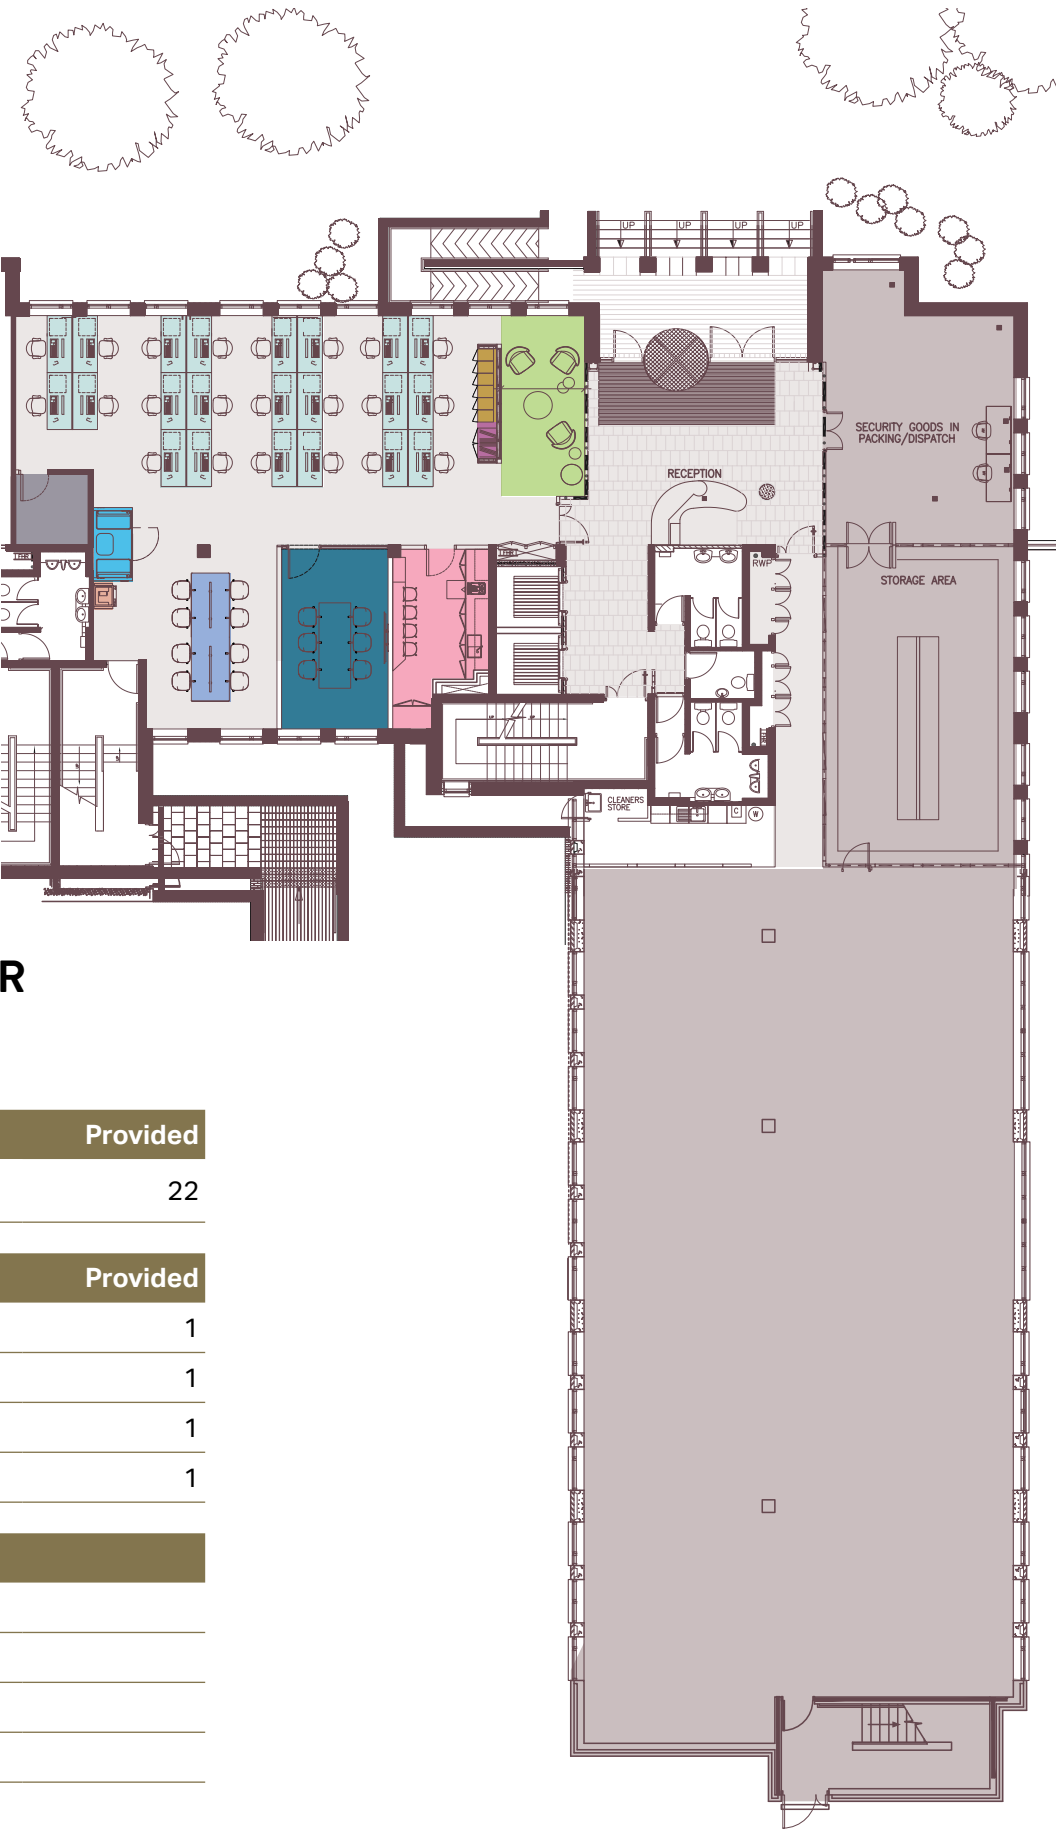 UP
UP
UP
UP
SECURITY GOODS IN
PACKING/DISPATCH
RECEPTION
RWP
STORAGE AREA
CLEANERS
STORE
C
W
R
Provided
22
Provided
1
1
1
1